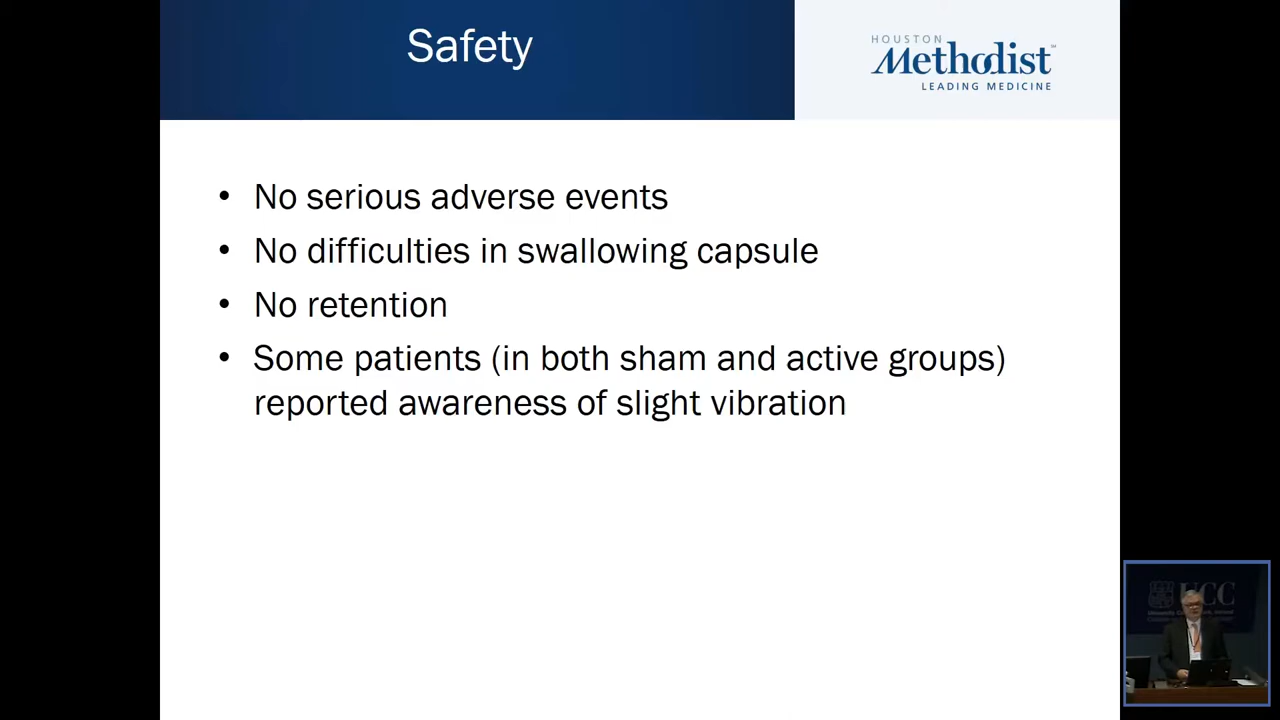 Safety
HOUSTON
Methodist
LEADING MEDICINE
• No serious adverse events
• No difficulties in swallowing capsule
• No retention
• Some patients (in both sham and active groups)
reported awareness of slight vibration
UCC